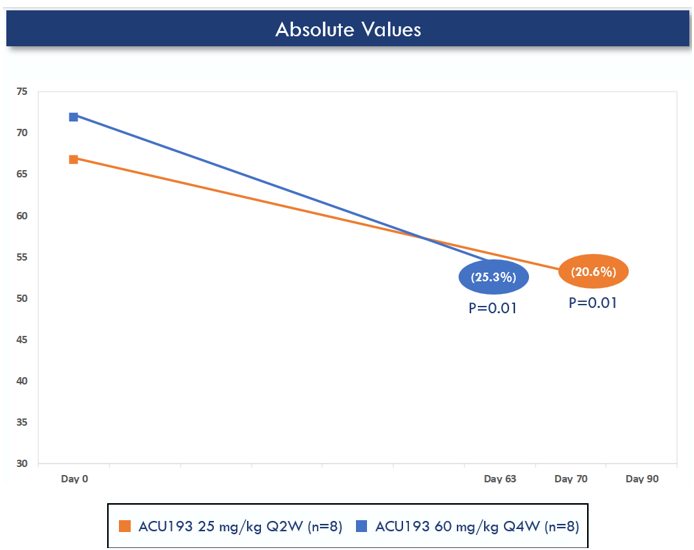 Absolute Values
75
70
65
60
55
50
45
40
35
30
(25.3%)
(20.6%)
P=0.01
P=0.01
Day 0
Day 63
Day 70
Day 90
ACU193 25 mg/kg Q2W (n=8)
ACU193 60 mg/kg Q4W (n=8)